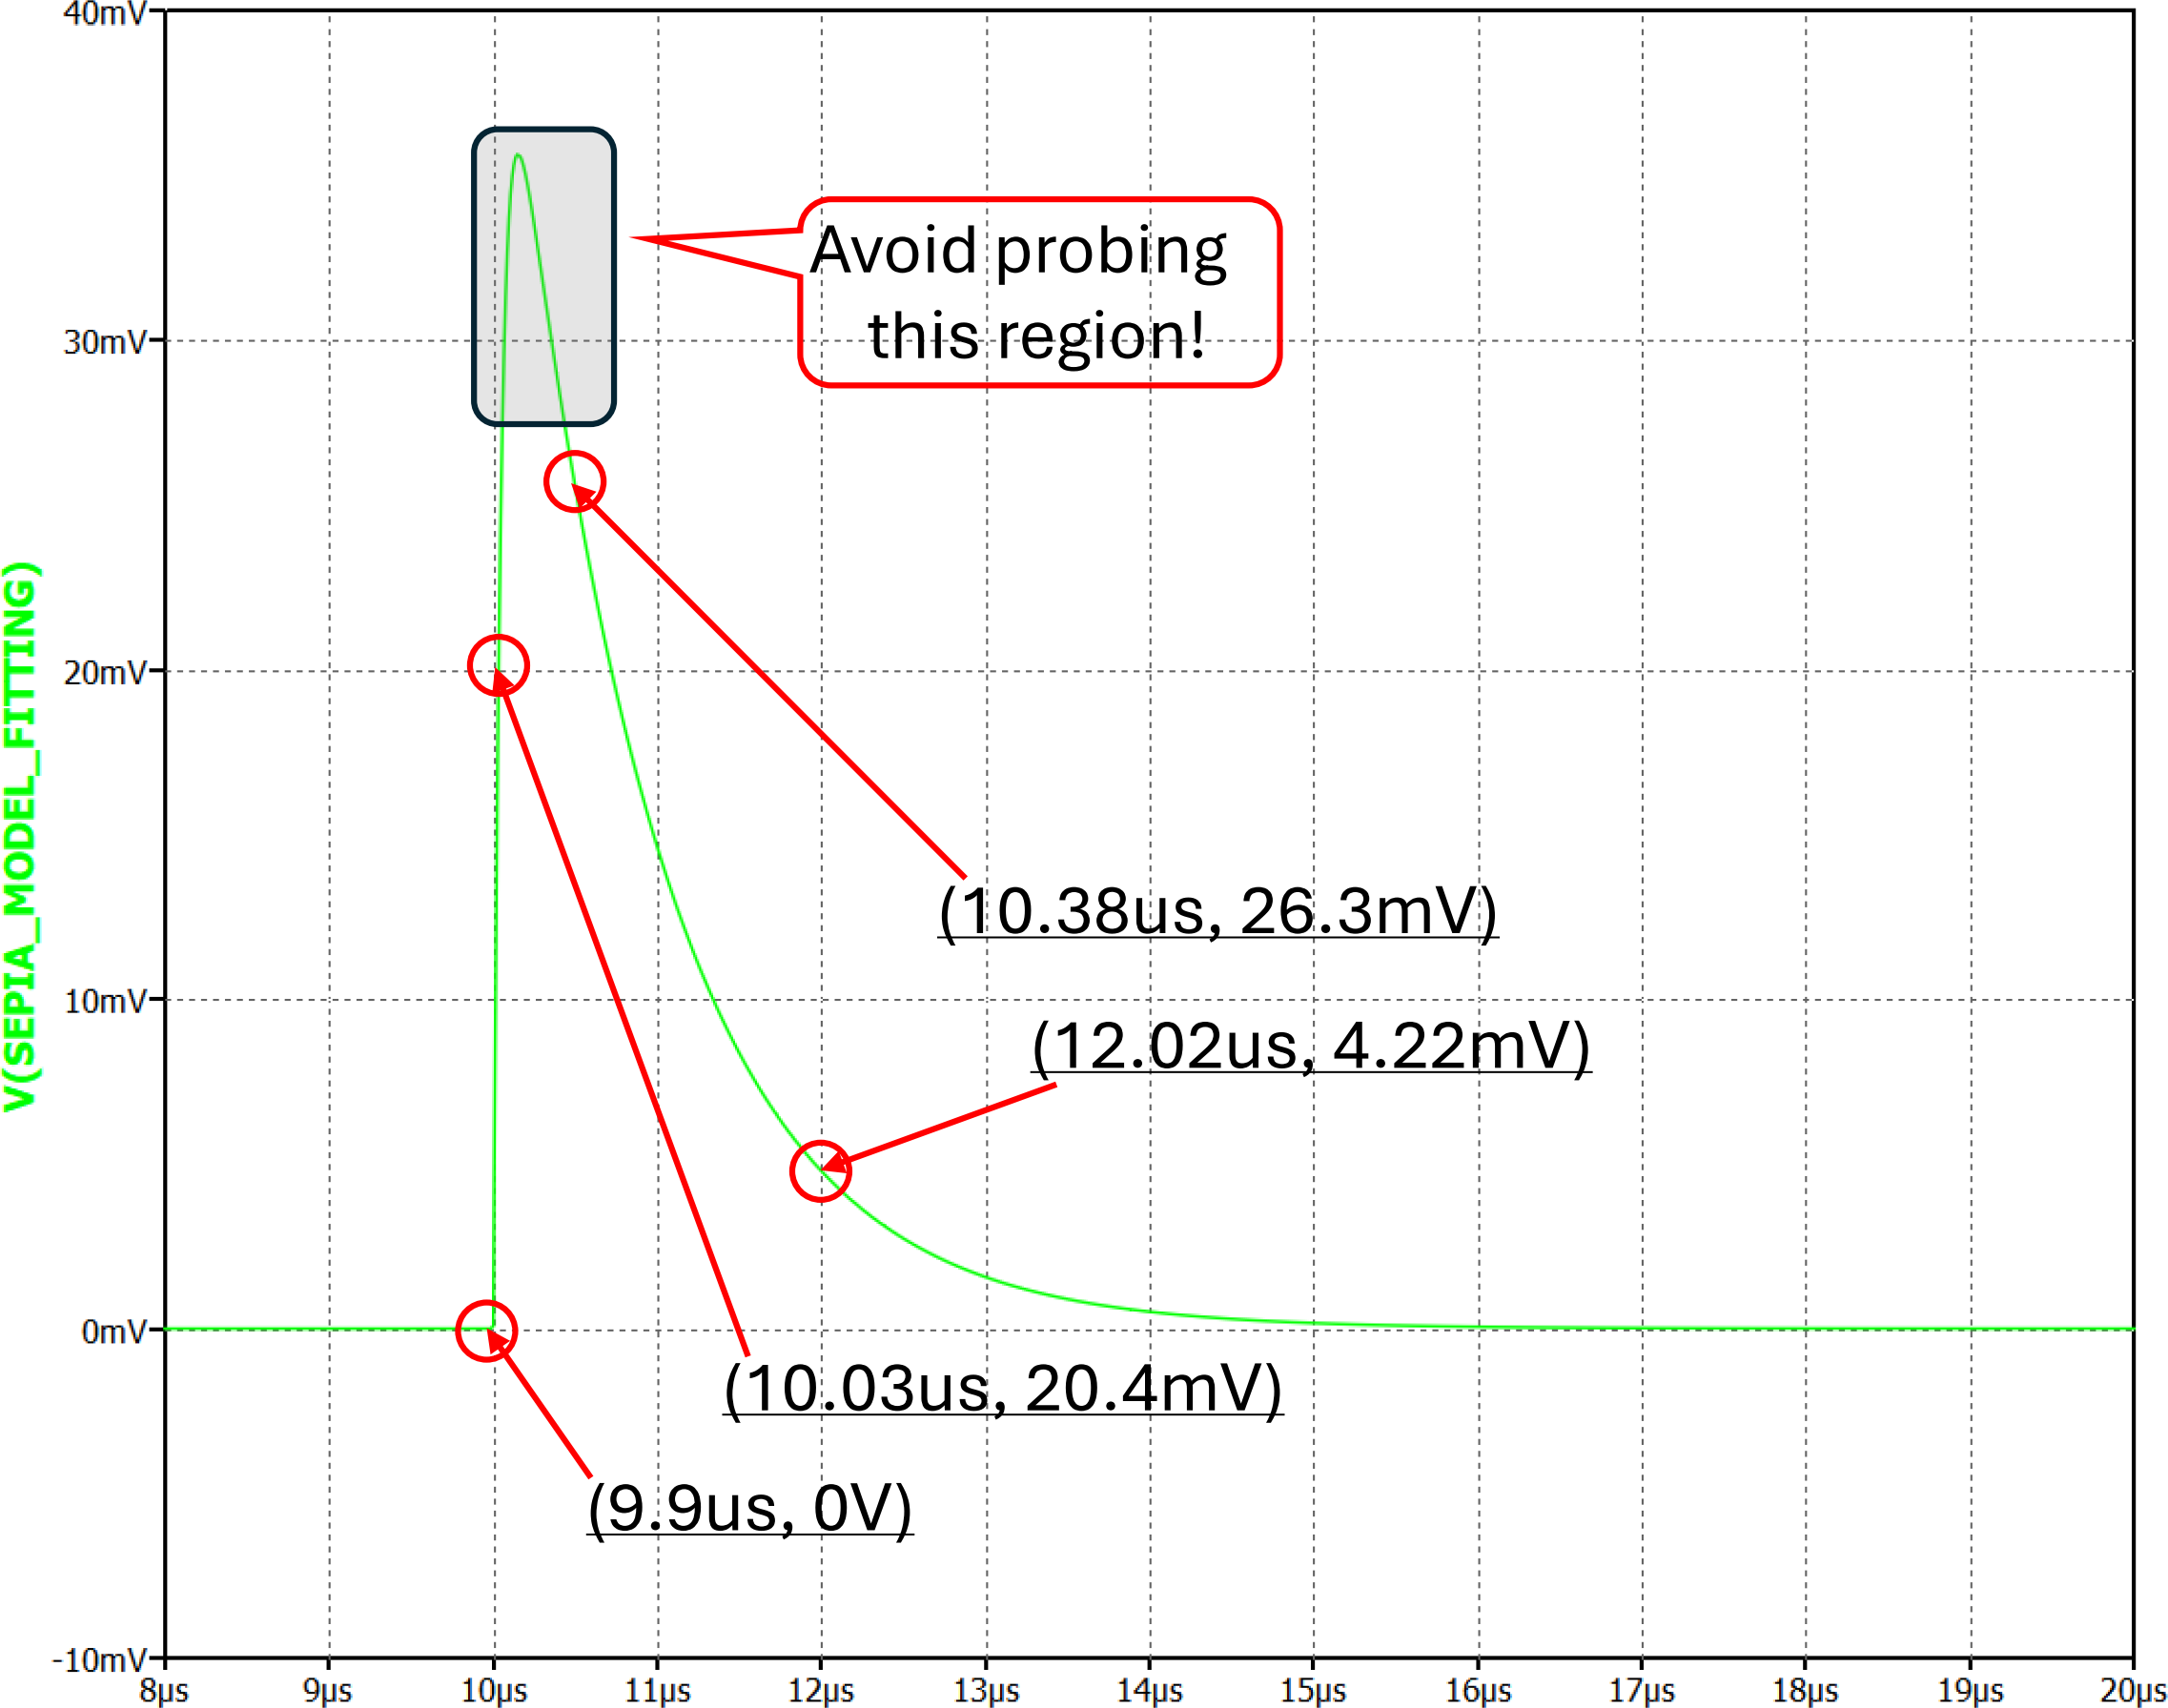 40mV
30mV
20mV
10mV
0mV
-10mV
V(SEPIA_MODEL_FITTING)
Avoid probing
this region!
(10.38us, 26.3mV)
(12.02us, 4.22mV)
(10.03us, 20.4mV)
(9.9us, 0V)
8µs 9µs 10µs 11µs 12µs 13µs 14µs 15µs 16µs 17µs 18µs 19µs 20µs